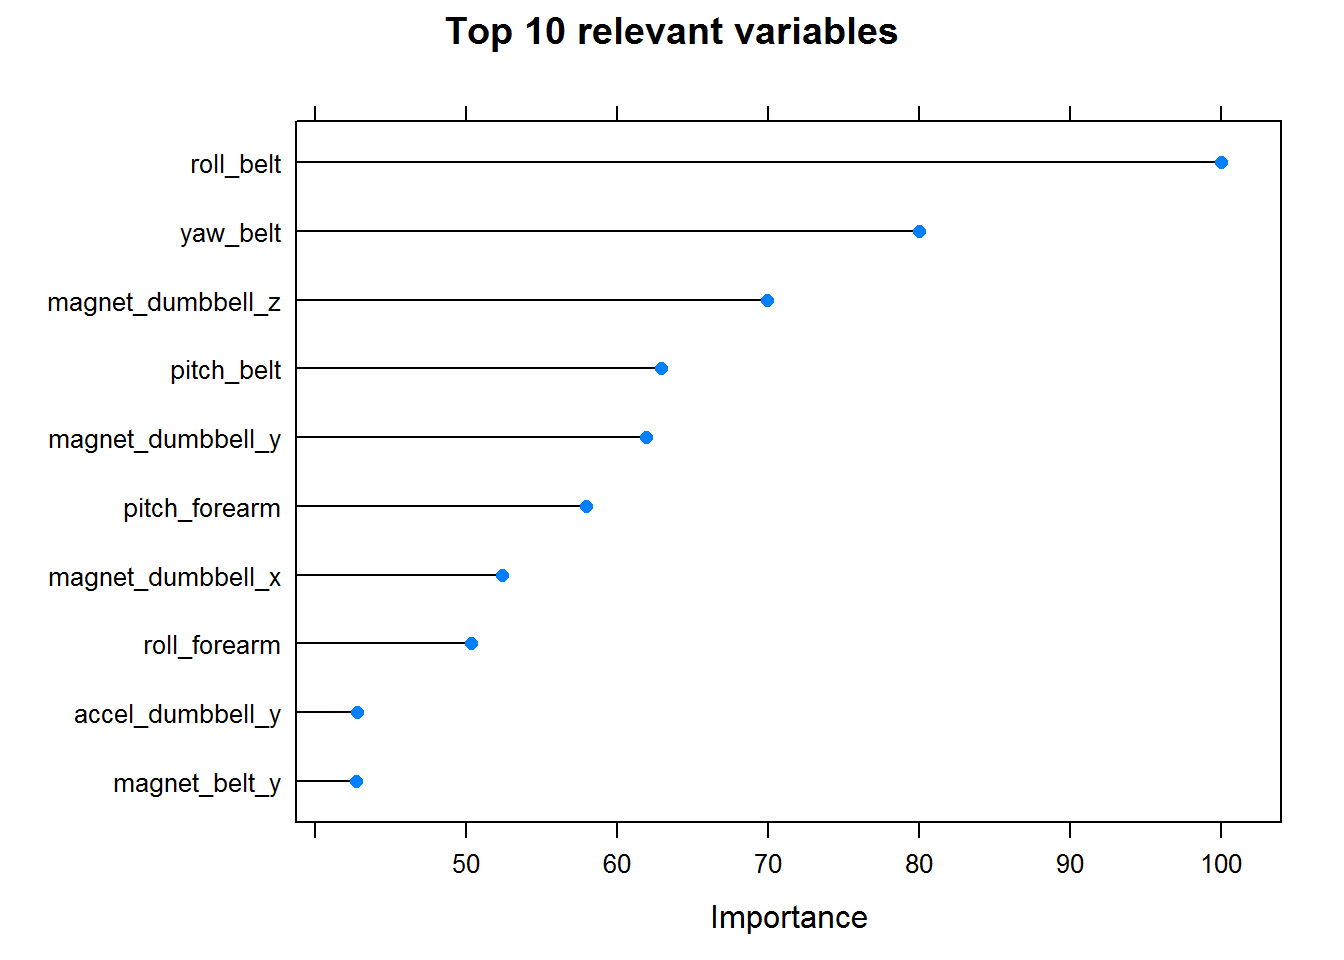 Top 10 relevant variables
roll_belt
yaw_belt
magnet_dumbbell_z
pitch_belt
magnet_dumbbell_y
pitch_forearm
magnet_dumbbell_x
roll_forearm
accel_dumbbell_y
magnet_belt_y
50 60 70 80 90 100
Importance